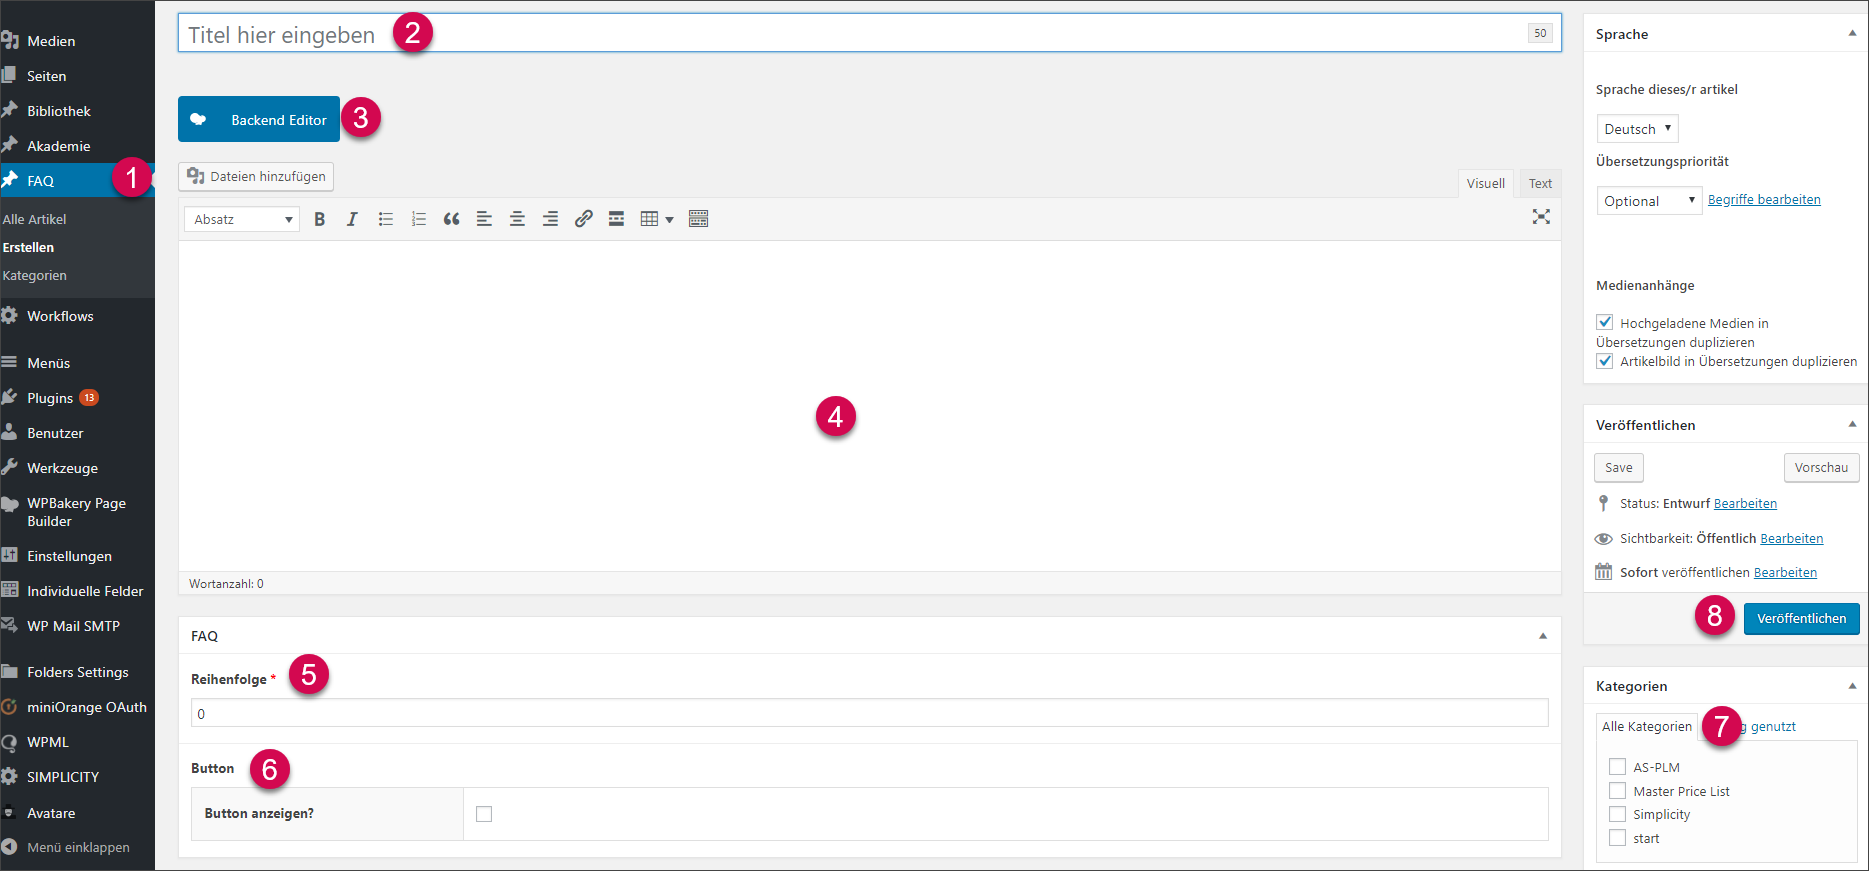 Medien
Seiten
Bibliothek
Akademie
FAQ
1
Alle Artikel
Erstellen
Kategorien
Workflows
Menüs
Plugins 13
Benutzer
Werkzeuge
WPBakery Page
Builder
Einstellungen
Individuelle Felder
WP Mail SMTP
Folders Settings
miniOrange OAuth
WPML
SIMPLICITY
Avatare
Menü einklappen
Titel hier eingeben 2 50
Backend Editor 3
Dateien hinzufügen
Visuell Text
Absatz B I
4
Wortanzahl: 0
FAQ
Reihenfolge * 5
0
Button 6
Button anzeigen?
Sprache
Sprache dieses/r artikel
Deutsch
Übersetzungspriorität
Optional Begriffe bearbeiten
Medienanhänge
Hochgeladene Medien in
Übersetzungen duplizieren
Artikelbild in Übersetzungen duplizieren
Veröffentlichen
Save Vorschau
Status: Entwurf Bearbeiten
Sichtbarkeit: Öffentlich Bearbeiten
Sofort veröffentlichen Bearbeiten
8 Veröffentlichen
Kategorien
Alle Kategorien 7 genutzt
AS-PLM
Master Price List
Simplicity
start